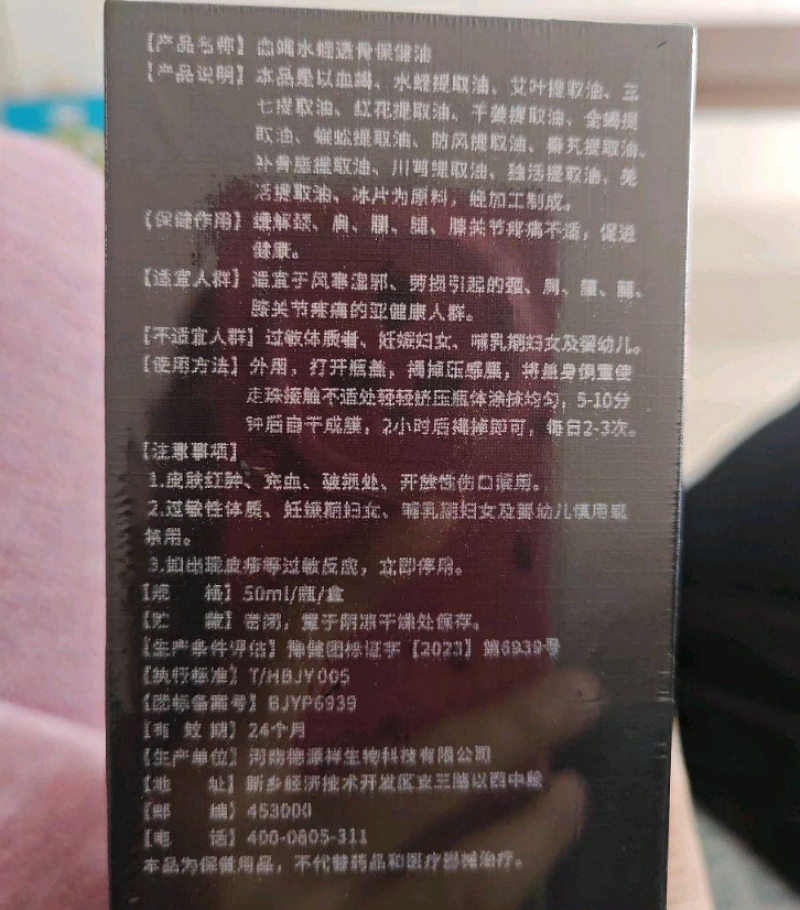 【产品名称】 血竭水蛭透骨保健油
【产品说明】 本品是以血竭、水蛭提取油、艾叶提取油、三
七提取油、红花提取油、干姜提取油、全蝎提
取油、蜈蚣提取油、防风提取油、提取油、
补骨脂提取油、川芎提取油、独活提取油、羌
活提取油、冰片为原料，经加工制成。
【保健作用】 缓解颈、肩、腰、腿、膝关节疼痛不适，促进
健康。
【适宜人群】 适宜于风寒湿邪、劳损引起的颈、肩、腰、腿、
膝关节疼痛的亚健康人群。
【不适宜人群】过敏体质者、妊娠妇女、哺乳期妇女及婴幼儿。
【使用方法】 外用，打开瓶盖，揭掉压感膜，将瓶身倒置使
走珠接触不适处轻轻挤压瓶体涂抹均匀，5-10分
钟后自干成膜，2小时后揭掉即可，每日2-3次。
【注意事项】
1.皮肤红肿、充血、破损处、开放性伤口禁用。
2.过敏性体质、妊娠期妇女、哺乳期妇女及婴幼儿慎用或
禁用。
3.如出现皮疹等过敏反应，立即停用。
【规 格】 50ml/瓶/盒
【贮 藏】 密闭，置于阴凉干燥处保存。
【生产条件评估】 豫健团标证字【2023】第6939号
【执行标准】 T/HBJY 005
【团标备案号】 BJYP6939
【有 效 期】 24个月
【生产单位】 河南德源祥生物科技有限公司
【地 址】 新乡经济技术开发区支三路以西中段
【邮 编】 453000
【电 话】 400-0805-311
本品为保健用品，不代替药品和医疗器械治疗。